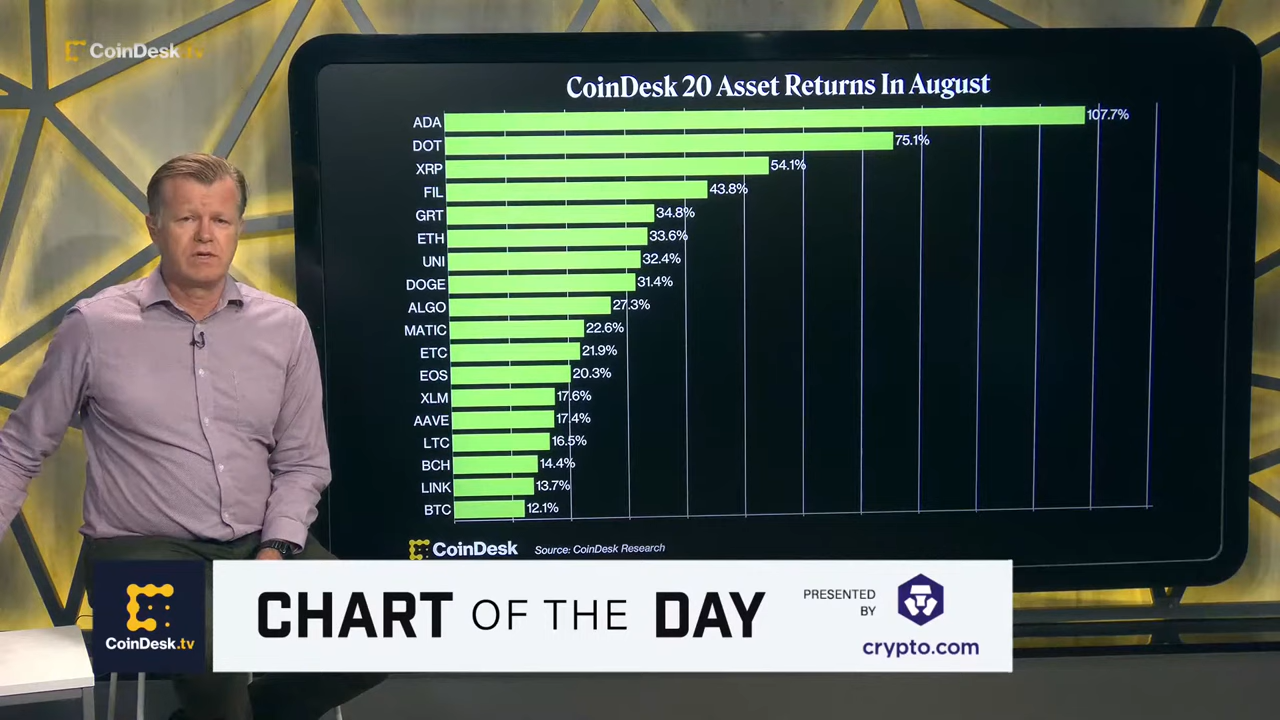 CoinDesk.tv
CoinDesk 20 Asset Returns In August
ADA 107.7%
DOT 75.1%
XRP 54.1%
FIL 43.8%
GRT 34.8%
ETH 33.6%
UNI 32.4%
DOGE 31.4%
ALGO 27.3%
MATIC 22.6%
ETC 21.9%
EOS 20.3%
XLM 17.6%
AAVE 17.4%
LTC 16.5%
BCH 14.4%
LINK 13.7%
BTC 12.1%
CoinDesk Source: CoinDesk Research
CoinDesk.tv
CHART OF THE DAY
PRESENTED
BY
crypto.com